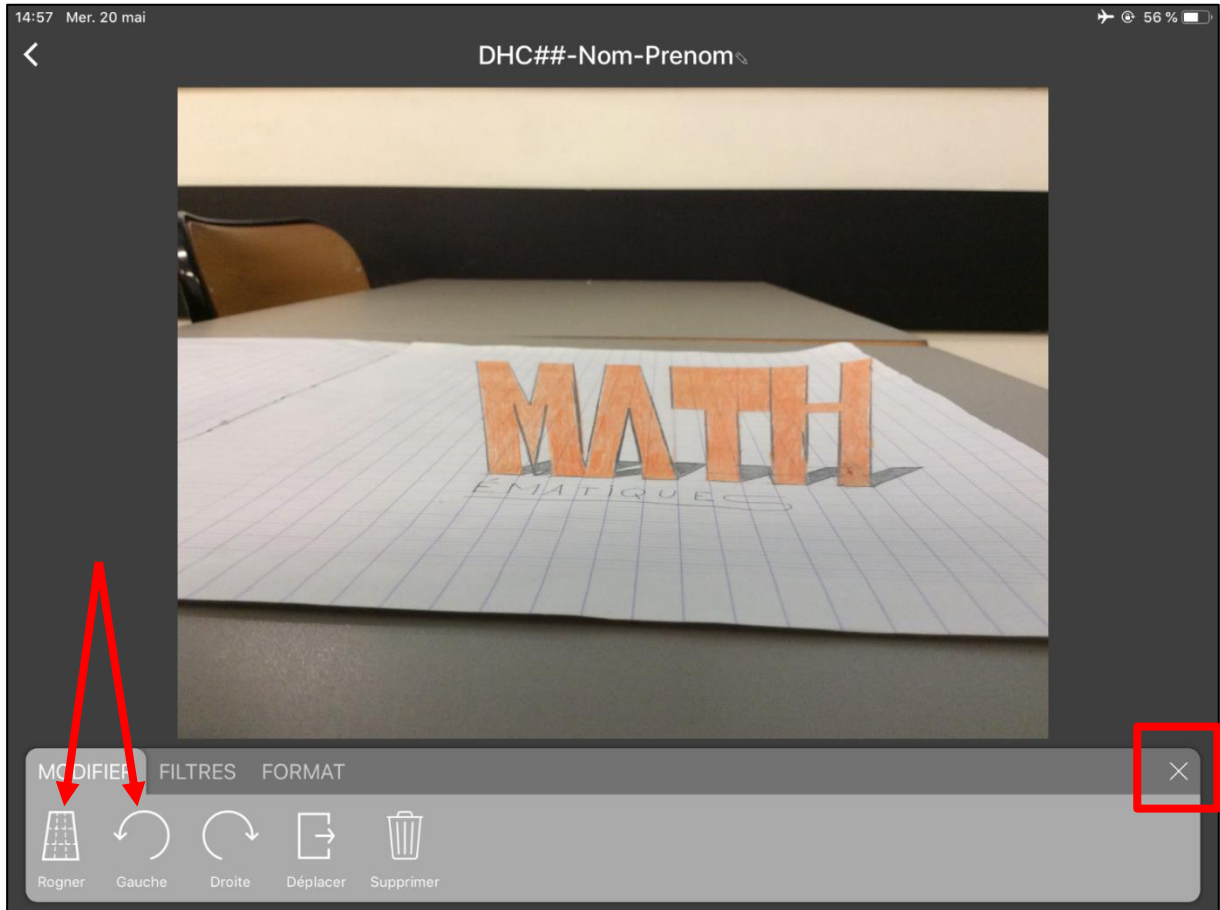 14:57 Mer. 20 mai 56 %
DHC##-Nom-Prenom
MATH
ÉMATIQUES
MODIFIER FILTRES FORMAT
Rogner Gauche Droite Déplacer Supprimer